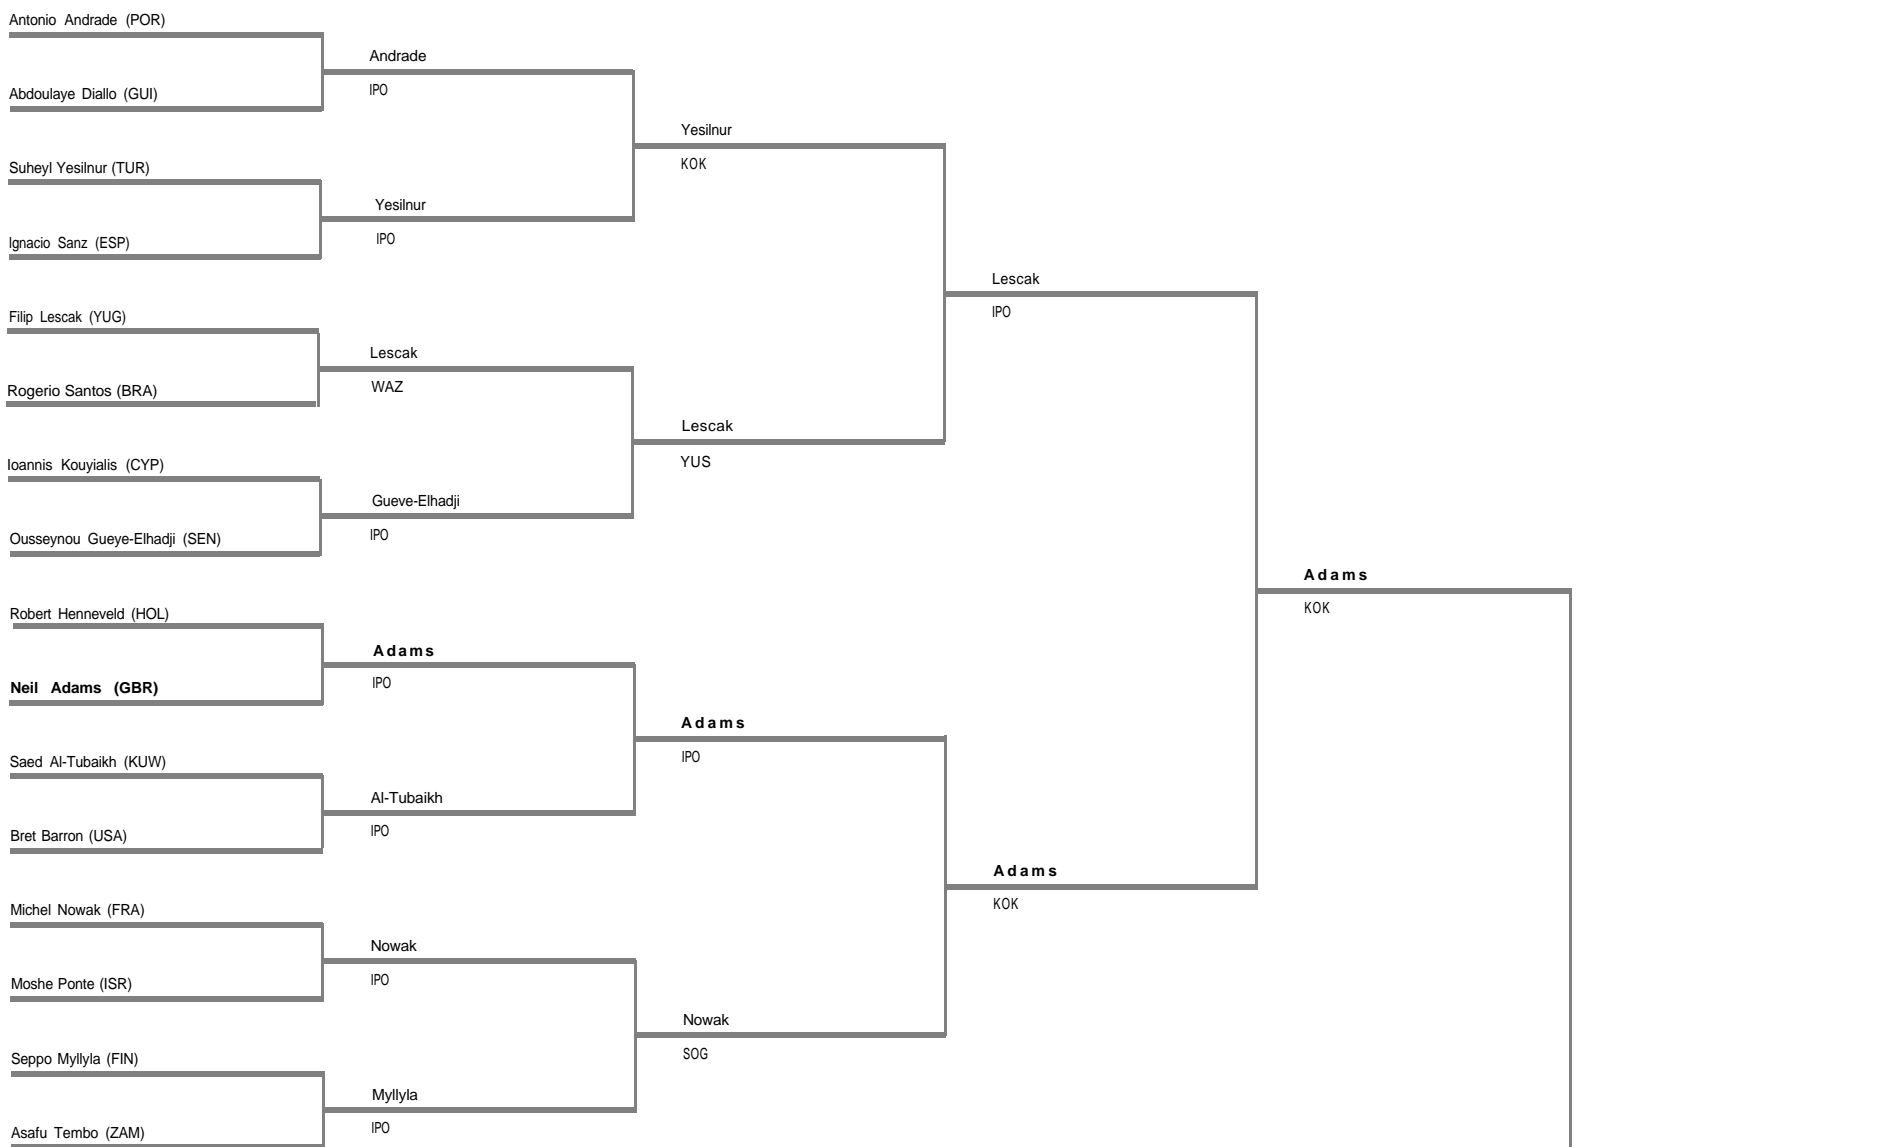 Antonio Andrade (POR)
Andrade
IPO
Abdoulaye Diallo (GUI)
Yesilnur
KOK
Suheyl Yesilnur (TUR)
Yesilnur
IPO
Ignacio Sanz (ESP)
Lescak
IPO
Filip Lescak (YUG)
Lescak
WAZ
Rogerio Santos (BRA)
Lescak
YUS
Ioannis Kouyialis (CYP)
Gueve-Elhadji
IPO
Ousseynou Gueye-Elhadji (SEN)
Adams
KOK
Robert Henneveld (HOL)
Adams
IPO
Neil Adams (GBR)
Adams
IPO
Saed Al-Tubaikh (KUW)
Al-Tubaikh
IPO
Bret Barron (USA)
Adams
KOK
Michel Nowak (FRA)
Nowak
IPO
Moshe Ponte (ISR)
Nowak
SOG
Seppo Myllyla (FIN)
Myllyla
IPO
Asafu Tembo (ZAM)